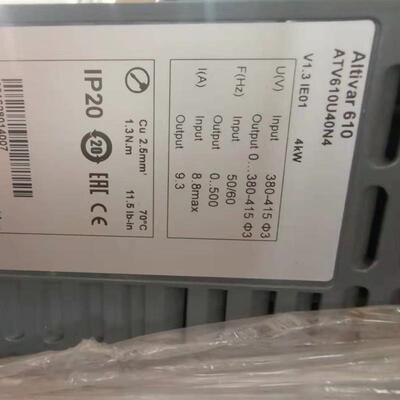 Altivar 610
ATV610U40N4
V1.3 IE01 4kW
U(V) Input 380-415 Φ3
Output 0...380-415 Φ3
F(Hz) Input 50/60
Output 0..500
I(A) Input 8.8max
Output 9.3
Cu 2.5mm² 70°C
1.3 N.m 11.5 lb-in
IP20 20 EAC CE